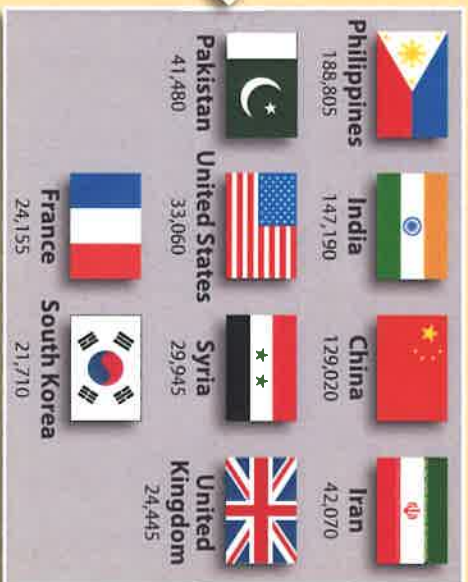 Philippines
188,805
India
147,190
China
129,020
Iran
42,070
Pakistan
41,480
United States
33,060
Syria
29,945
United
Kingdom
24,445
France
24,155
South Korea
21,710